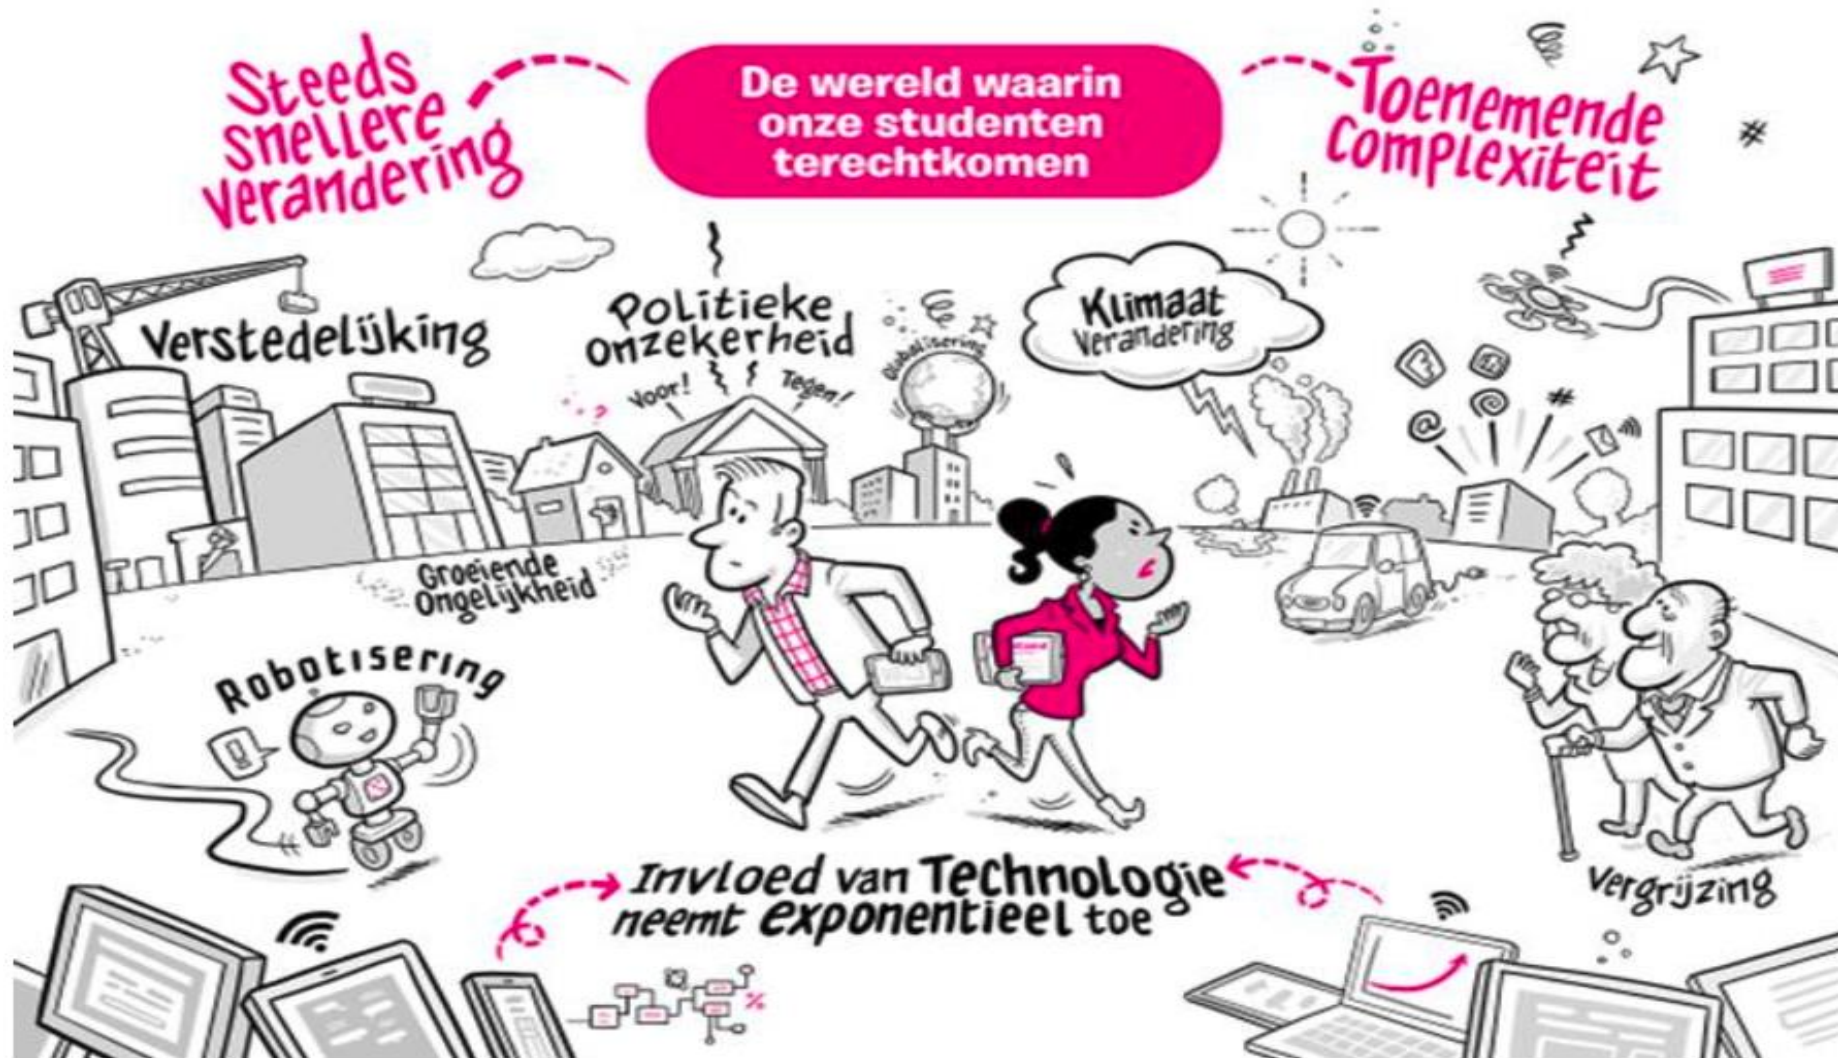 Steeds
snellere
verandering
De wereld waarin
onze studenten
terechtkomen
Toenemende
complexiteit
#
Verstedelijking
Politieke
onzekerheid
Voor!
Tegen!
Globalisering
Klimaat
verandering
?
@
#
Groeiende
Ongelijkheid
Robotisering
!
Invloed van Technologie
neemt exponentieel toe
Vergrijzing
%